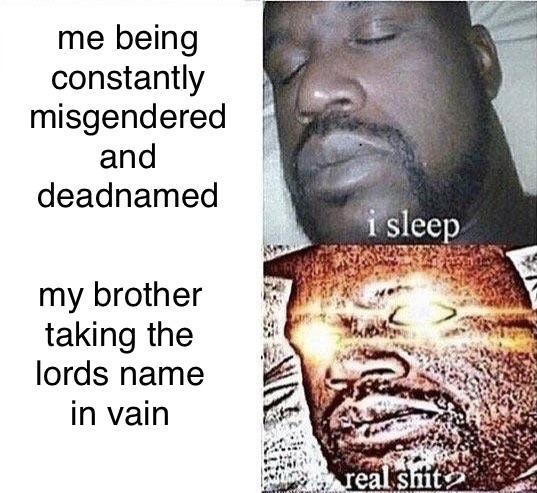 me being
constantly
misgendered
and
deadnamed
i sleep
my brother
taking the
lords name
in vain
real shit?